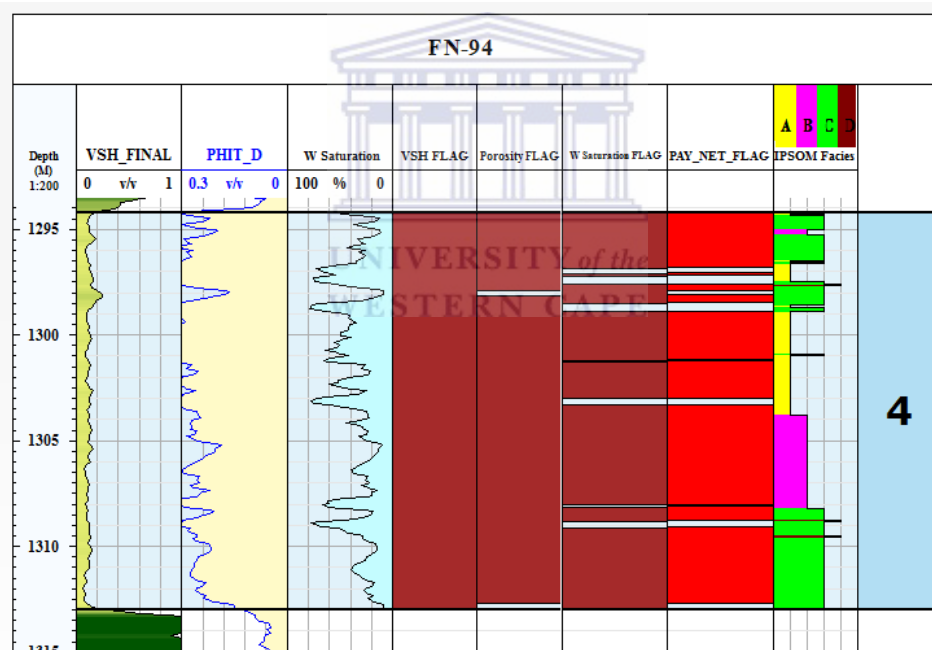 FN-94
A B C D
Depth (M) 1:200 VSH_FINAL PHIT_D W Saturation VSH FLAG Porosity FLAG W Saturation FLAG PAY_NET_FLAG IPSOM Facies
0 v/v 1 0.3 v/v 0 100 % 0
1295
UNIVERSITY of the
WESTERN CAPE
1300
4
1305
1310
1315